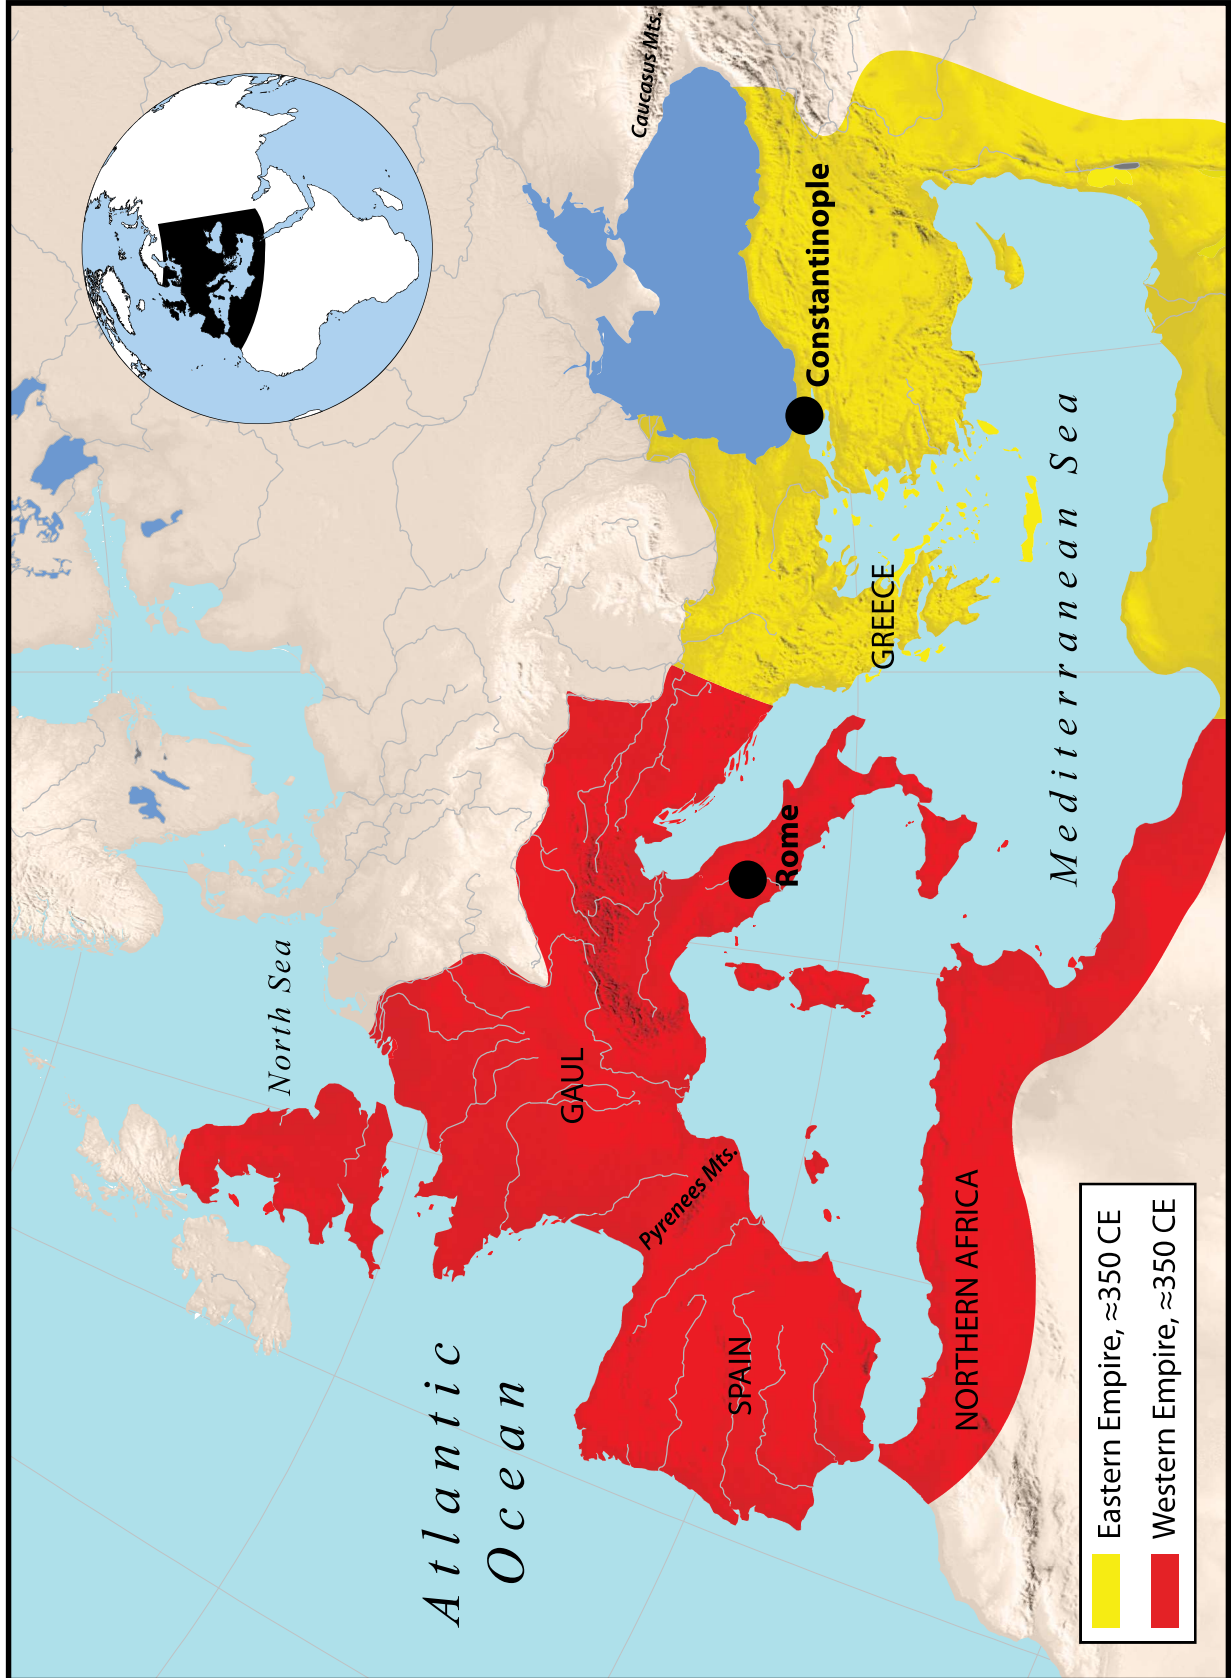 Caucasus Mts.
North Sea
Atlantic
Ocean
GAUL
Pyrenees Mts.
SPAIN
Rome
GREECE
Constantinople
Mediterranean Sea
NORTHERN AFRICA
Eastern Empire, ≈350 CE
Western Empire, ≈350 CE